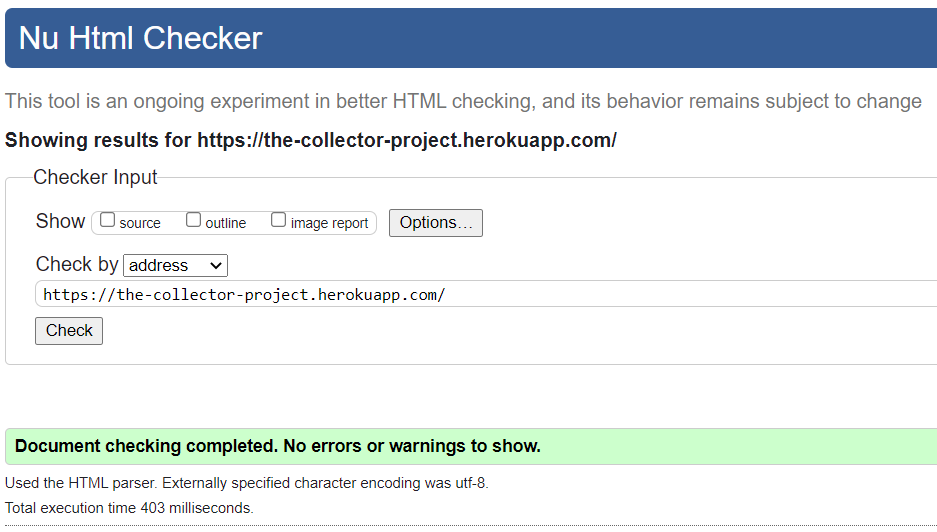 Nu Html Checker
This tool is an ongoing experiment in better HTML checking, and its behavior remains subject to change
Showing results for https://the-collector-project.herokuapp.com/
Checker Input
Show source outline image report Options...
Check by address
https://the-collector-project.herokuapp.com/
Check
Document checking completed. No errors or warnings to show.
Used the HTML parser. Externally specified character encoding was utf-8.
Total execution time 403 milliseconds.